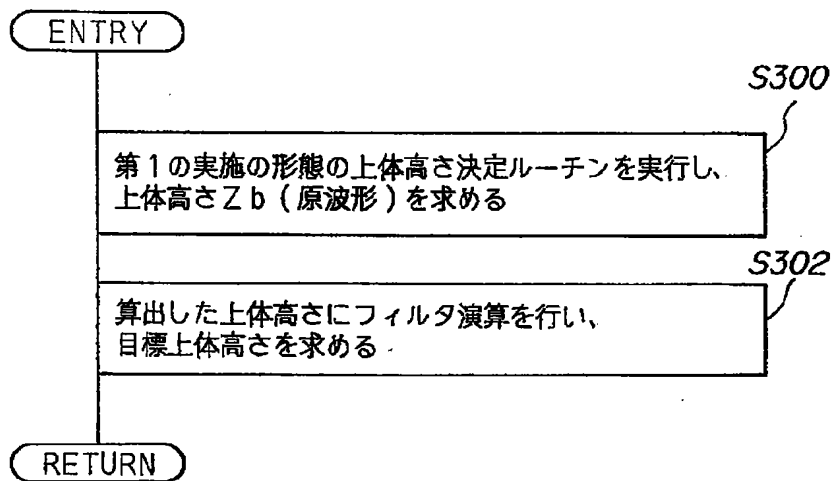 ENTRY
S300
第1の実施の形態の上体高さ決定ルーチンを実行し、
上体高さZb(原波形)を求める
S302
算出した上体高さにフィルタ演算を行い、
目標上体高さを求める
RETURN